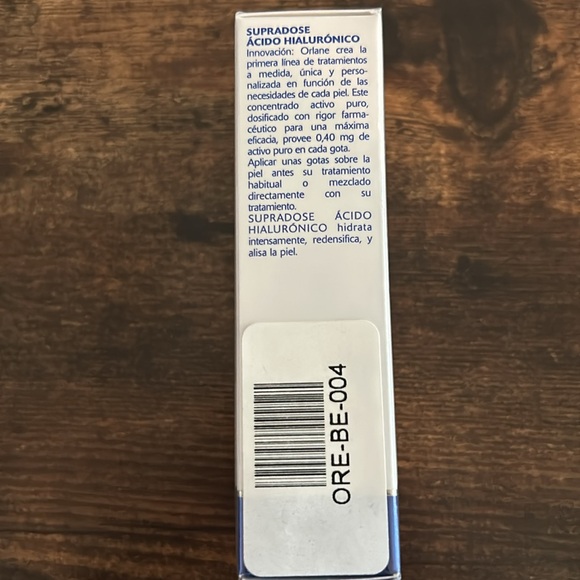 SUPRADOSE
ÁCIDO HIALURÓNICO
Innovación: Orlane crea la
primera línea de tratamientos
a medida, única y perso-
nalizada en función de las
necesidades de cada piel. Este
concentrado activo puro,
dosificado con rigor farma-
céutico para una máxima
eficacia, provee 0,40 mg de
activo puro en cada gota.
Aplicar unas gotas sobre la
piel antes su tratamiento
habitual o mezclado
directamente con su
tratamiento.
SUPRADOSE ÁCIDO
HIALURÓNICO hidrata
intensamente, redensifica, y
alisa la piel.
ORE-BE-004